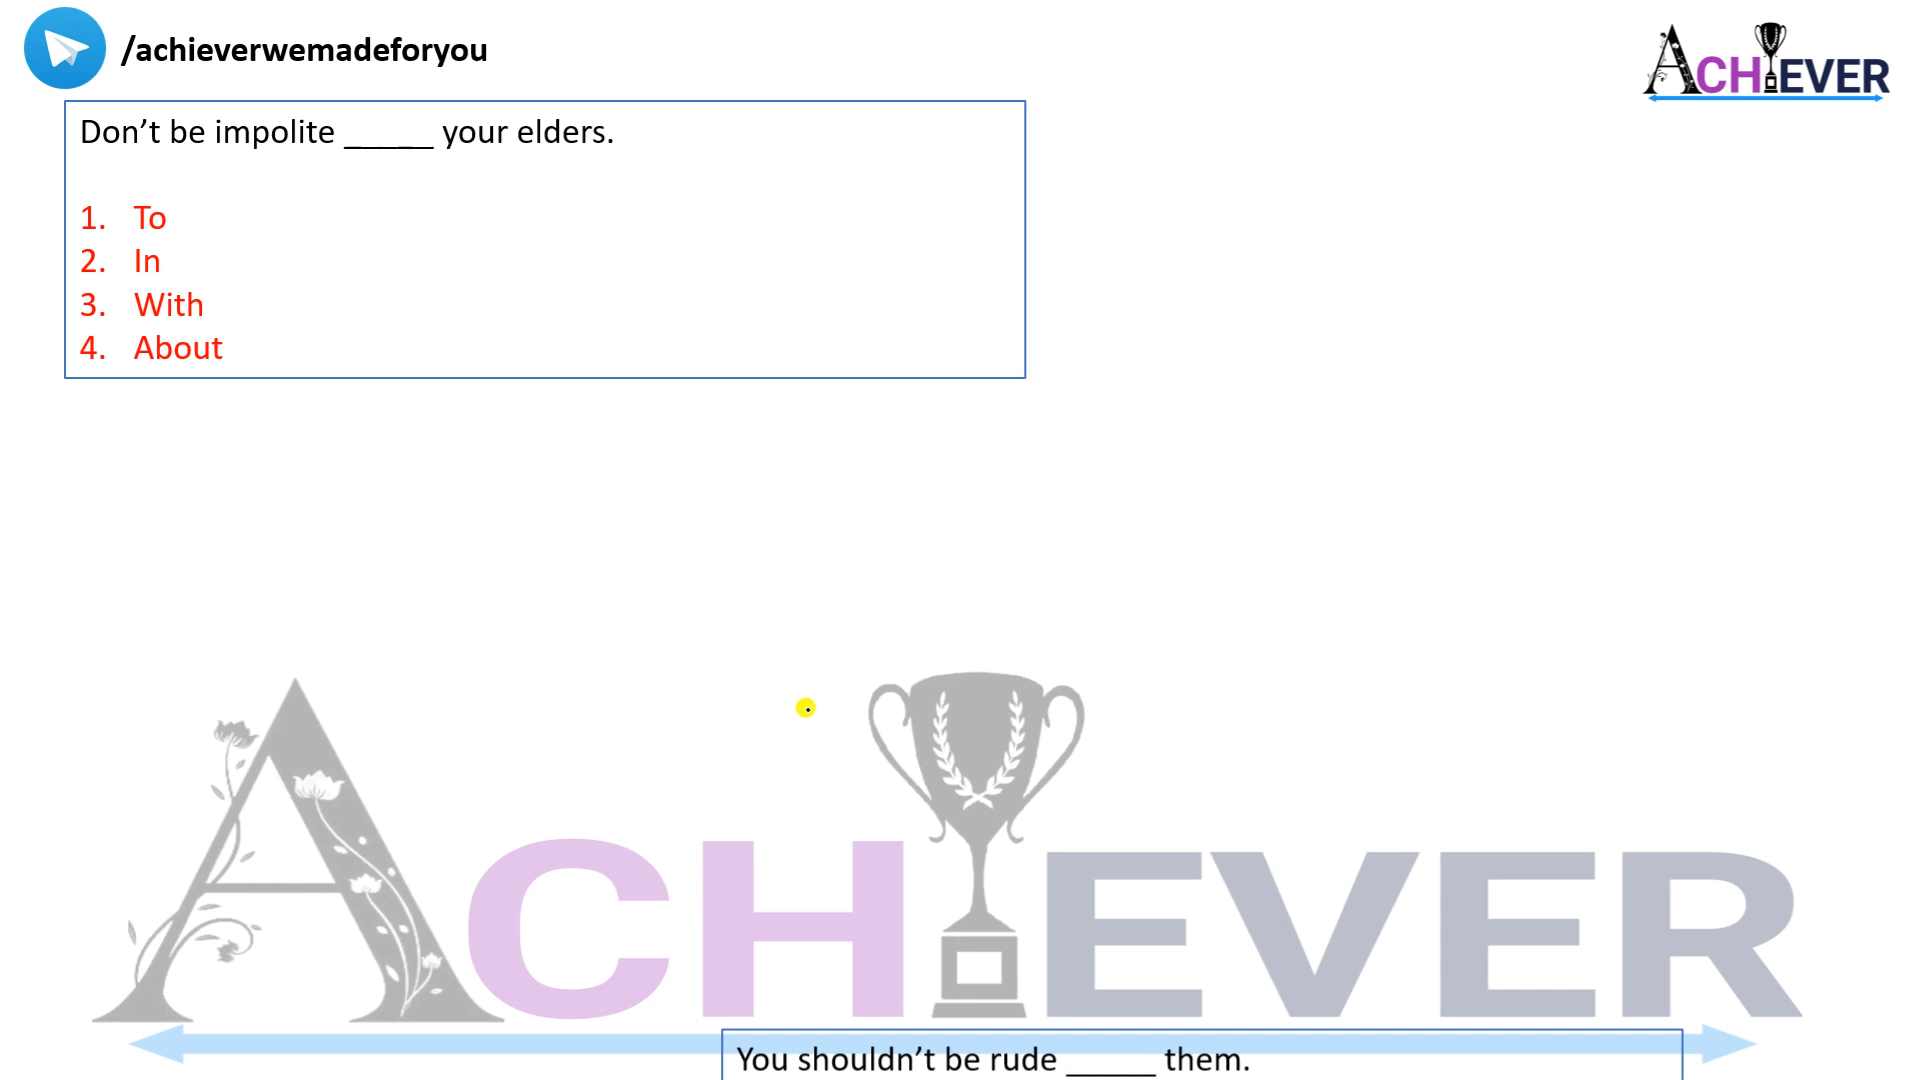 /achieverwemadeforyou
ACHIEVER
Don’t be impolite _____ your elders.
1. To
2. In
3. With
4. About
ACHIEVER
You shouldn’t be rude _____ them.